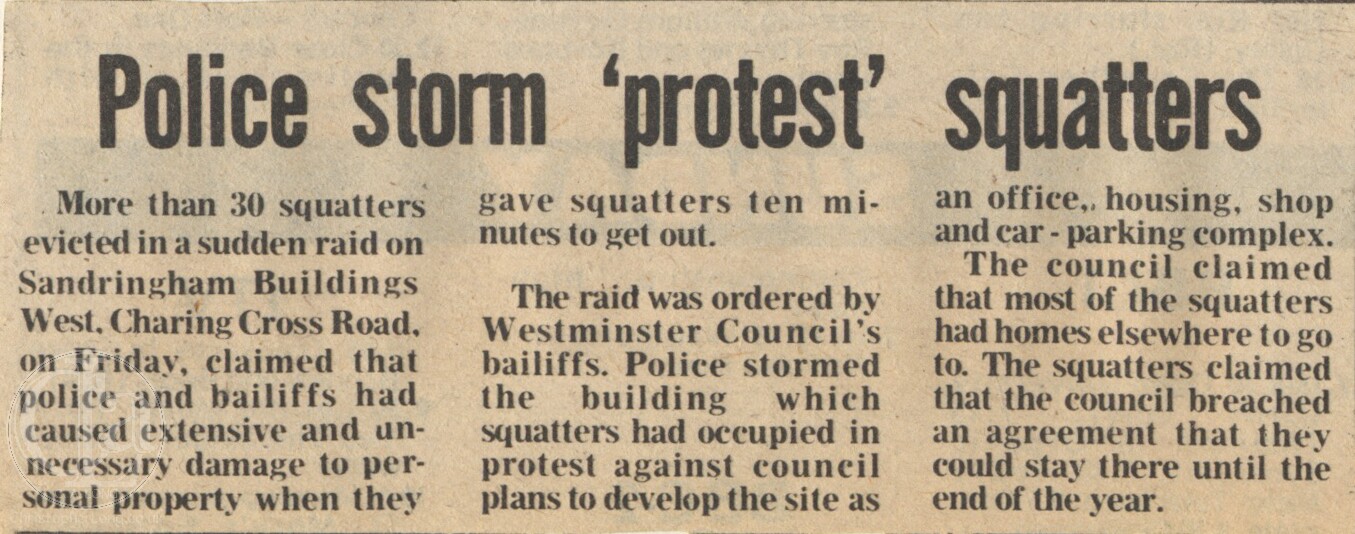 Police storm ‘protest’ squatters
More than 30 squatters
evicted in a sudden raid on
Sandringham Buildings
West, Charing Cross Road,
on Friday, claimed that
police and bailiffs had
caused extensive and un-
necessary damage to per-
sonal property when they
gave squatters ten mi-
nutes to get out.
The raid was ordered by
Westminster Council's
bailiffs. Police stormed
the building which
squatters had occupied in
protest against council
plans to develop the site as
an office,. housing, shop
and car - parking complex.
The council claimed
that most of the squatters
had homes elsewhere to go
to. The squatters claimed
that the council breached
an agreement that they
could stay there until the
end of the year.